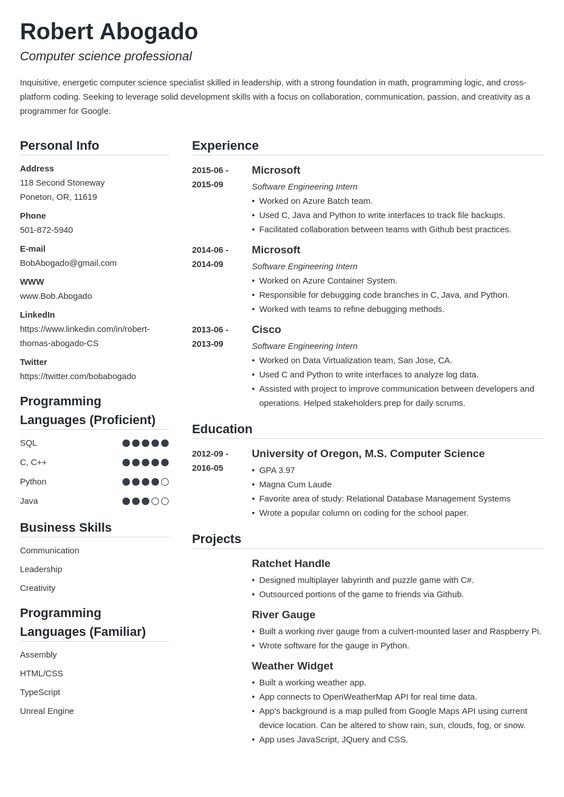 Robert Abogado
Computer science professional
Inquisitive, energetic computer science specialist skilled in leadership, with a strong foundation in math, programming logic, and cross-
platform coding. Seeking to leverage solid development skills with a focus on collaboration, communication, passion, and creativity as a
programmer for Google.
Personal Info
Address
118 Second Stoneway
Poneton, OR, 11619
Phone
501-872-5940
E-mail
BobAbogado@gmail.com
WWW
www.Bob.Abogado
LinkedIn
https://www.linkedin.com/in/robert-
thomas-abogado-CS
Twitter
https://twitter.com/bobabogado
Programming
Languages (Proficient)
SQL
C, C++
Python
Java
Business Skills
Communication
Leadership
Creativity
Programming
Languages (Familiar)
Assembly
HTML/CSS
TypeScript
Unreal Engine
Experience
2015-06 -
2015-09
Microsoft
Software Engineering Intern
• Worked on Azure Batch team.
• Used C, Java and Python to write interfaces to track file backups.
• Facilitated collaboration between teams with Github best practices.
2014-06 -
2014-09
Microsoft
Software Engineering Intern
• Worked on Azure Container System.
• Responsible for debugging code branches in C, Java, and Python.
• Worked with teams to refine debugging methods.
2013-06 -
2013-09
Cisco
Software Engineering Intern
• Worked on Data Virtualization team, San Jose, CA.
• Used C and Python to write interfaces to analyze log data.
• Assisted with project to improve communication between developers and
operations. Helped stakeholders prep for daily scrums.
Education
2012-09 -
2016-05
University of Oregon, M.S. Computer Science
• GPA 3.97
• Magna Cum Laude
• Favorite area of study: Relational Database Management Systems
• Wrote a popular column on coding for the school paper.
Projects
Ratchet Handle
• Designed multiplayer labyrinth and puzzle game with C#.
• Outsourced portions of the game to friends via Github.
River Gauge
• Built a working river gauge from a culvert-mounted laser and Raspberry Pi.
• Wrote software for the gauge in Python.
Weather Widget
• Built a working weather app.
• App connects to OpenWeatherMap API for real time data.
• App's background is a map pulled from Google Maps API using current
device location. Can be altered to show rain, sun, clouds, fog, or snow.
• App uses JavaScript, JQuery and CSS.